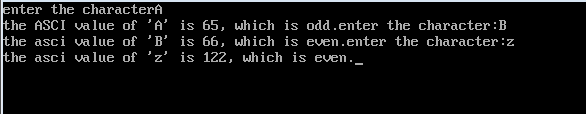 enter the characterA
the ASCI value of 'A' is 65, which is odd.enter the character:B
the asci value of 'B' is 66, which is even.enter the character:z
the asci value of 'z' is 122, which is even._